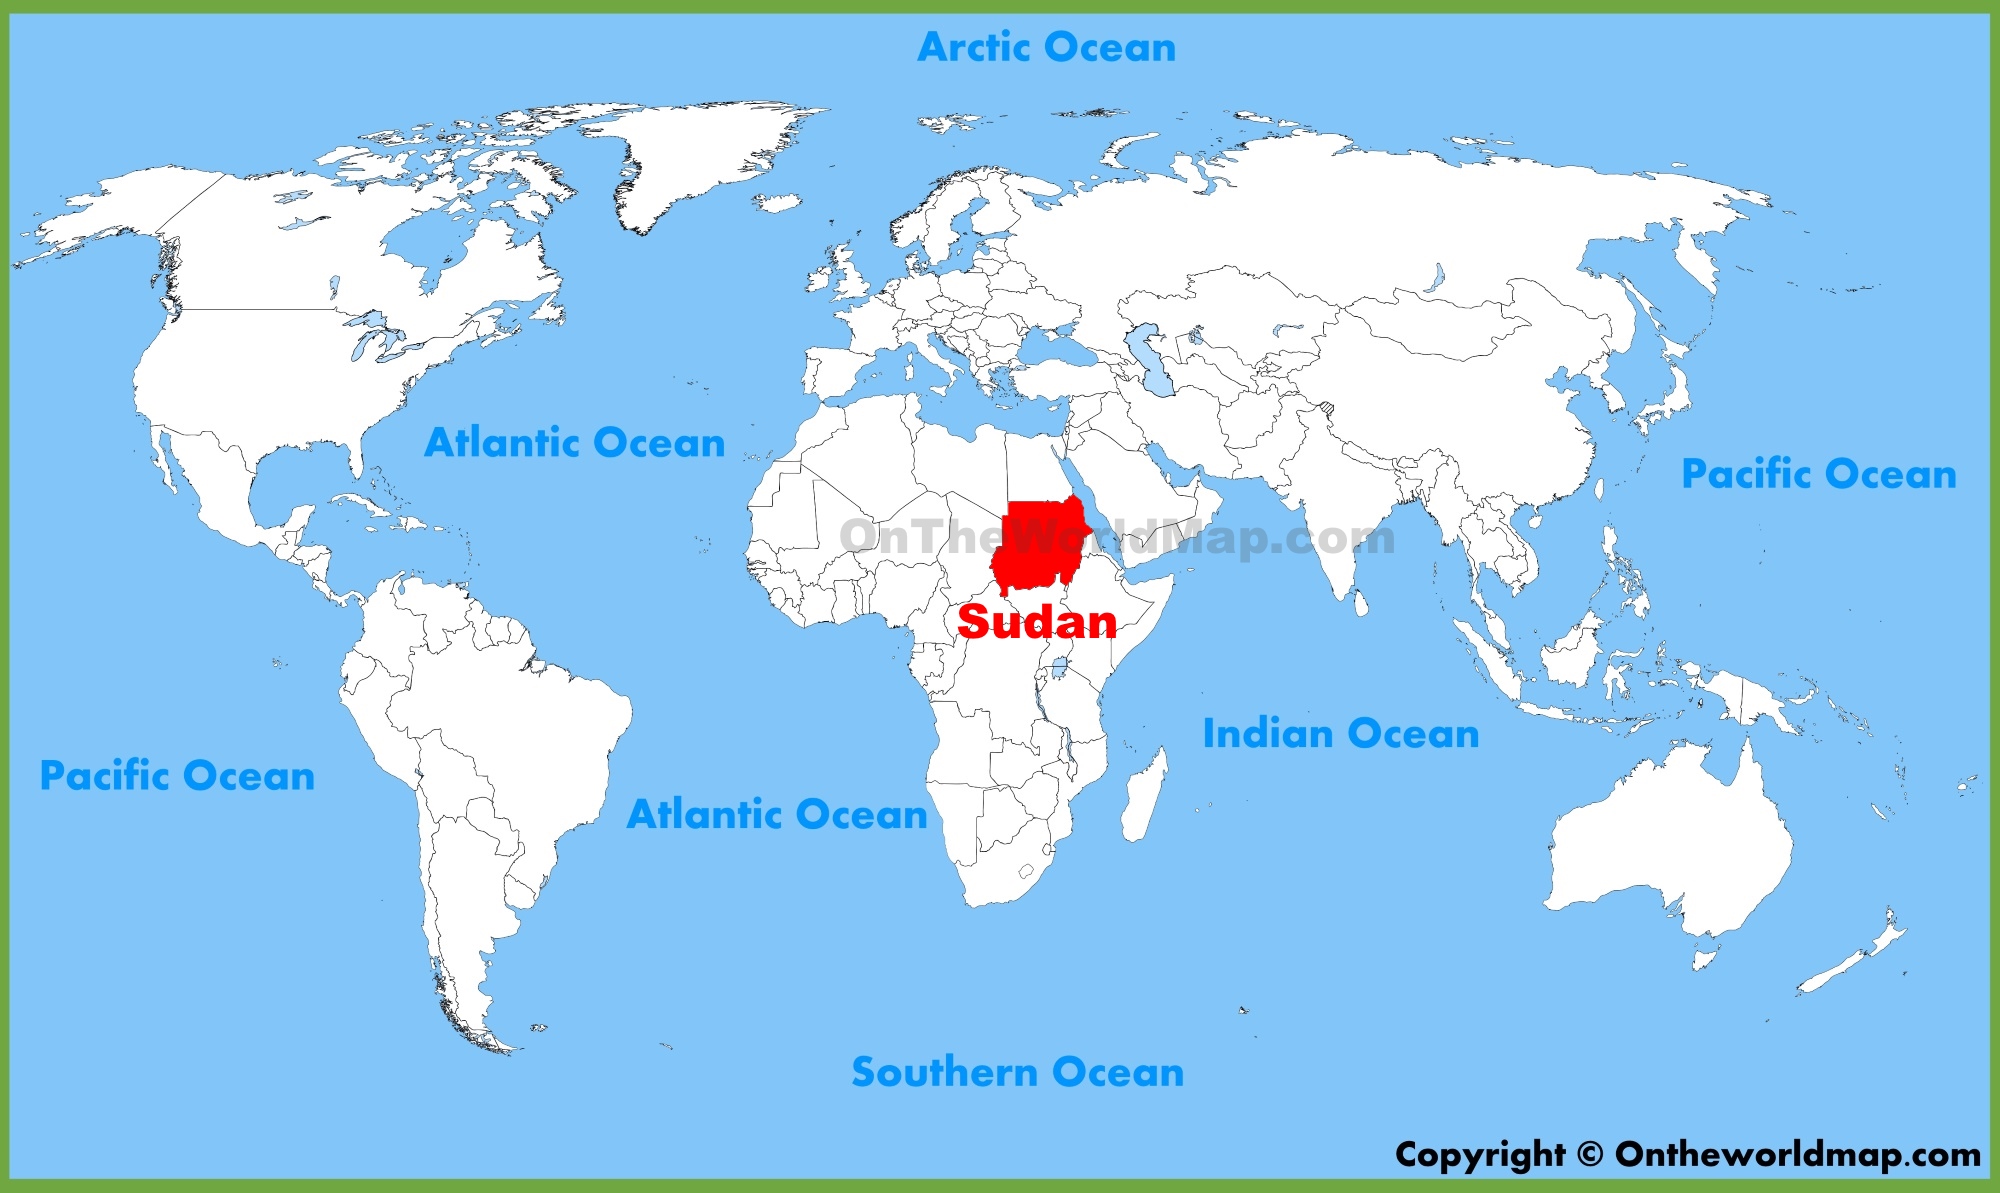 Arctic Ocean
Atlantic Ocean
Pacific Ocean
OnTheWorldMap.com
Sudan
Indian Ocean
Pacific Ocean
Atlantic Ocean
Southern Ocean
Copyright © Ontheworldmap.com